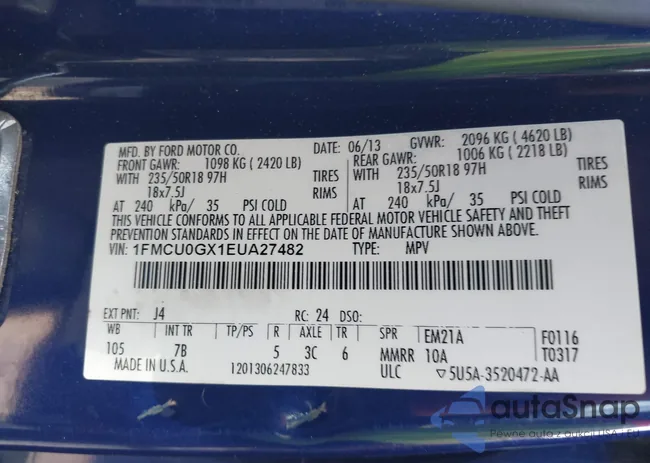 MFD. BY FORD MOTOR CO. DATE: 06/13 GVWR: 2096 KG ( 4620 LB)
FRONT GAWR: 1098 KG ( 2420 LB) REAR GAWR: 1006 KG ( 2218 LB)
WITH 235/50R18 97H TIRES WITH 235/50R18 97H TIRES
18x7.5J RIMS 18x7.5J RIMS
AT 240 kPa/ 35 PSI COLD AT 240 kPa/ 35 PSI COLD
THIS VEHICLE CONFORMS TO ALL APPLICABLE FEDERAL MOTOR VEHICLE SAFETY AND THEFT
PREVENTION STANDARDS IN EFFECT ON THE DATE OF MANUFACTURE SHOWN ABOVE.
VIN: 1FMCU0GX1EUA27482 TYPE: MPV
EXT PNT: J4 RC: 24 DSO:
WB INT TR TP/PS R AXLE TR SPR EM21A F0116
105 7B 5 3C 6 MMRR 10A T0317
MADE IN U.S.A. 1201306247833 ULC ▽5U5A-3520472-AA
autoSnap
Pewne auto z aukcji USA i EU